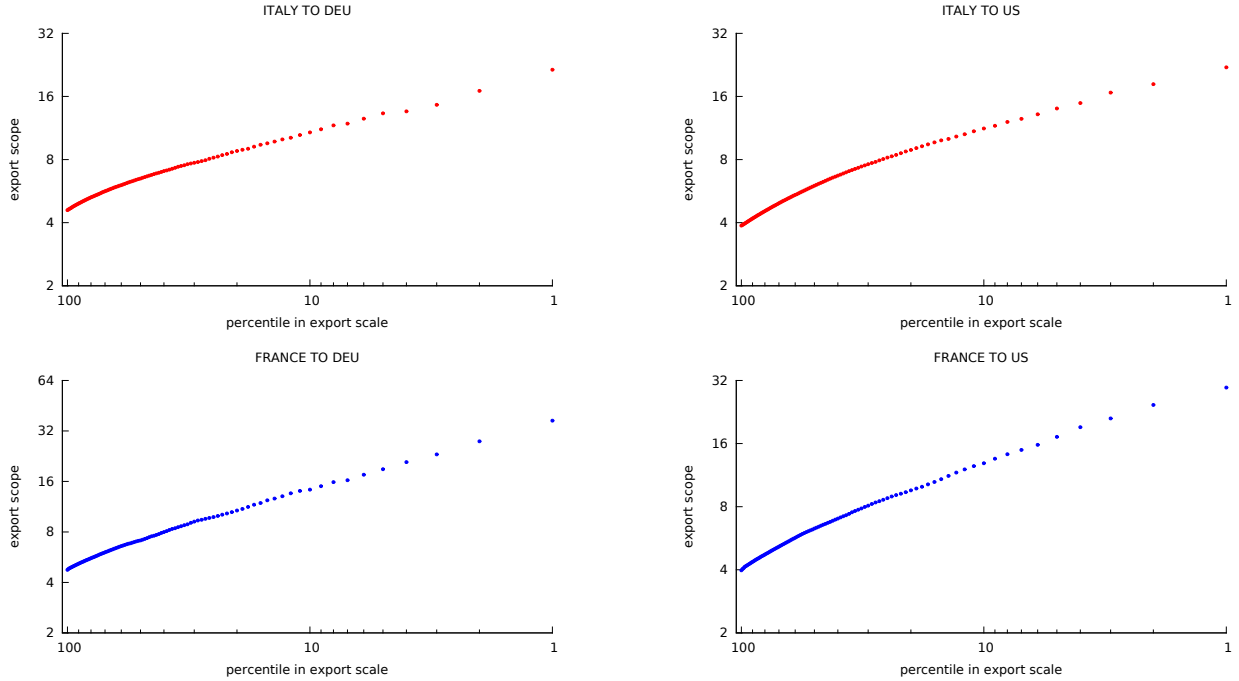 ITALY TO DEU
32
16
8
4
2
export scope
100
10
1
percentile in export scale
ITALY TO US
32
16
8
4
2
export scope
100
10
1
percentile in export scale
FRANCE TO DEU
64
32
16
8
4
2
export scope
100
10
1
percentile in export scale
FRANCE TO US
32
16
8
4
2
export scope
100
10
1
percentile in export scale